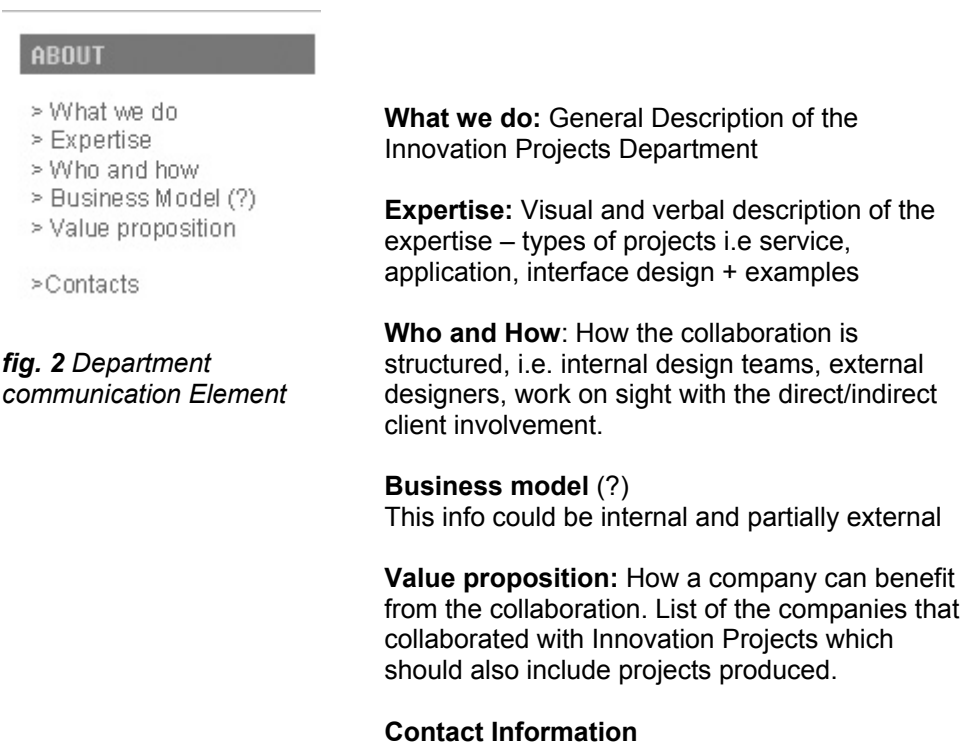 ABOUT
> What we do
> Expertise
> Who and how
> Business Model (?)
> Value proposition
>Contacts
fig. 2 Department
communication Element
What we do: General Description of the
Innovation Projects Department
Expertise: Visual and verbal description of the
expertise – types of projects i.e service,
application, interface design + examples
Who and How: How the collaboration is
structured, i.e. internal design teams, external
designers, work on sight with the direct/indirect
client involvement.
Business model (?)
This info could be internal and partially external
Value proposition: How a company can benefit
from the collaboration. List of the companies that
collaborated with Innovation Projects which
should also include projects produced.
Contact Information